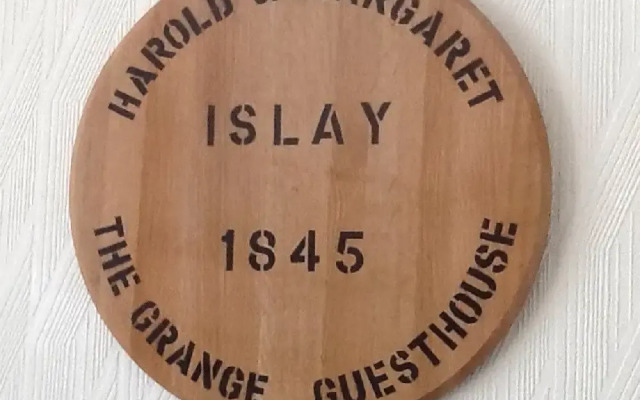 HAROLD & MARGARET
ISLAY
1845
THE GRANGE GUESTHOUSE